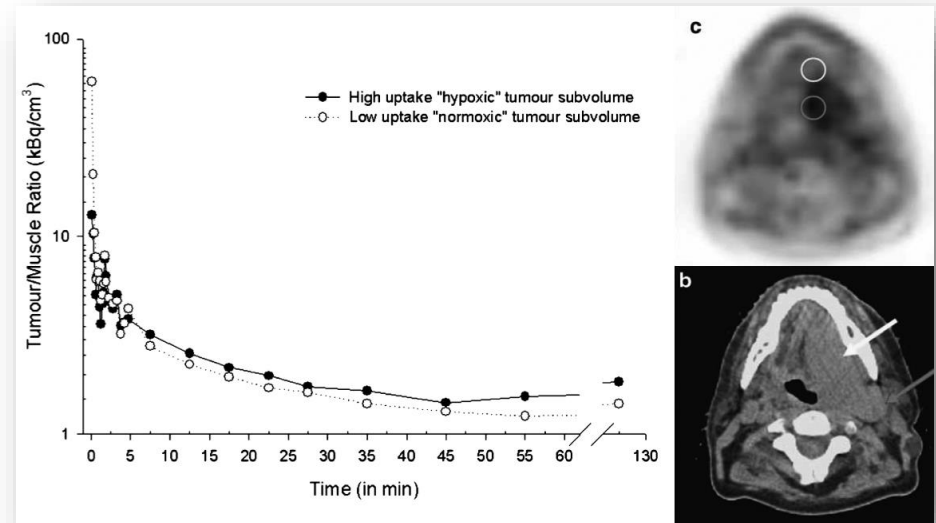 100
10
1
Tumour/Muscle Ratio (kBq/cm³)
High uptake "hypoxic" tumour subvolume
Low uptake "normoxic" tumour subvolume
0 5 10 15 20 25 30 35 40 45 50 55 60 130
Time (in min)
c
b